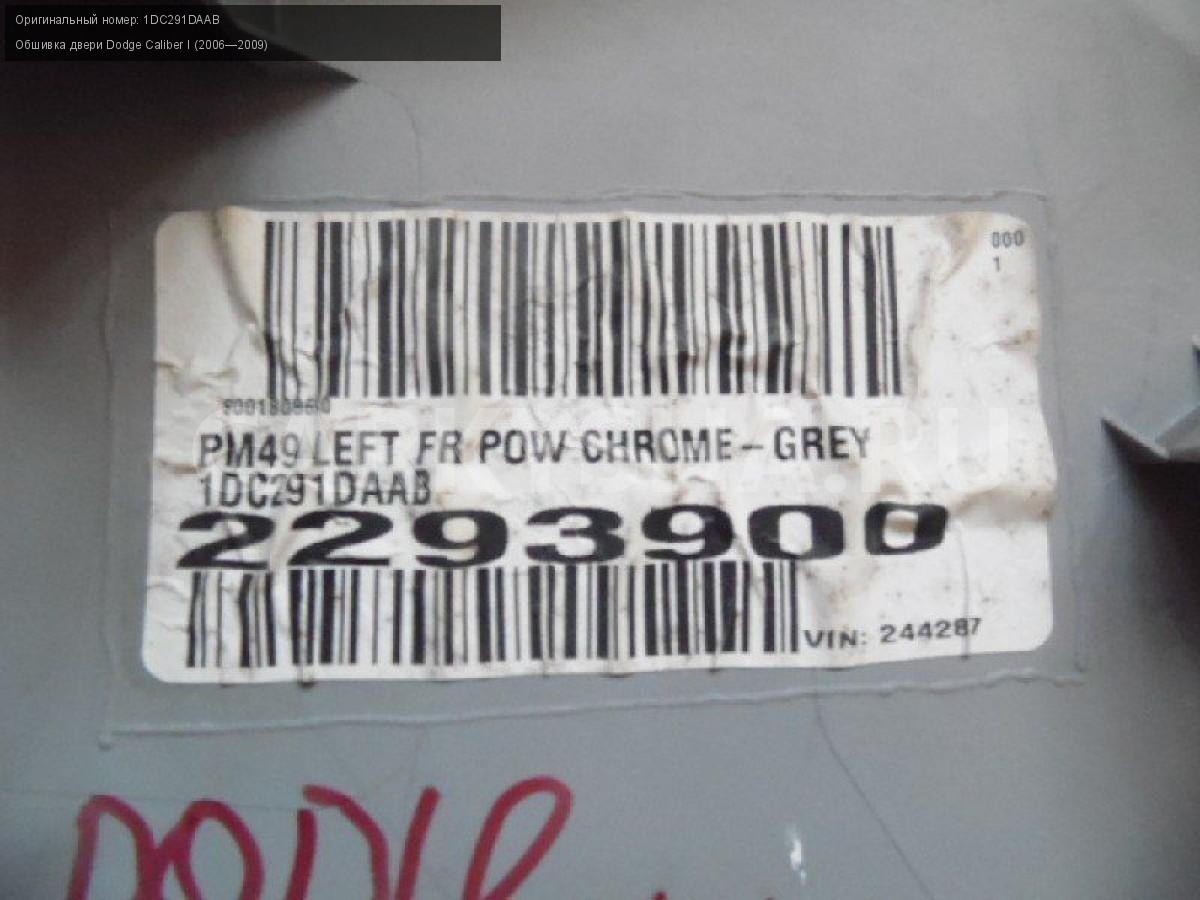 Оригинальный номер: 1DC291DAAB
Обшивка двери Dodge Caliber I (2006—2009)
000
1
PM49 LEFT FR POW CHROME-GREY
1DC291DAAB
2293900
VIN: 244287